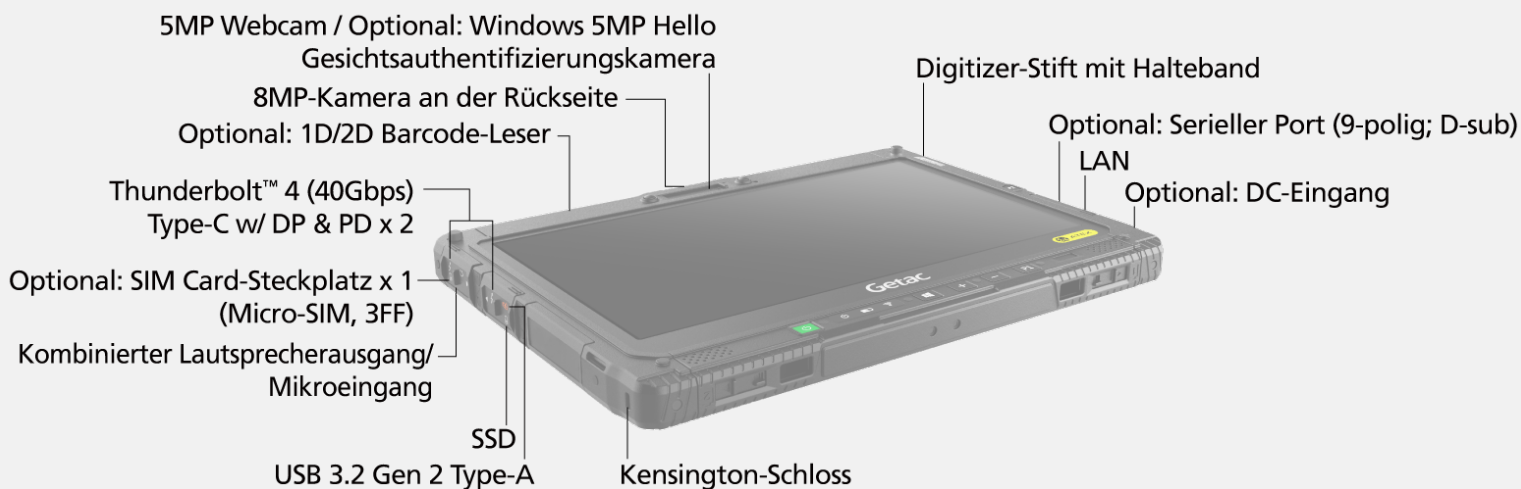 5MP Webcam / Optional: Windows 5MP Hello
Gesichtsauthentifizierungskamera
8MP-Kamera an der Rückseite
Optional: 1D/2D Barcode-Leser
Thunderbolt™ 4 (40Gbps)
Type-C w/ DP & PD x 2
Optional: SIM Card-Steckplatz x 1
(Micro-SIM, 3FF)
Kombinierter Lautsprecherausgang/
Mikroeingang
SSD
USB 3.2 Gen 2 Type-A
Kensington-Schloss
Digitizer-Stift mit Halteband
Optional: Serieller Port (9-polig; D-sub)
LAN
Optional: DC-Eingang
ATEX
Getac
P1